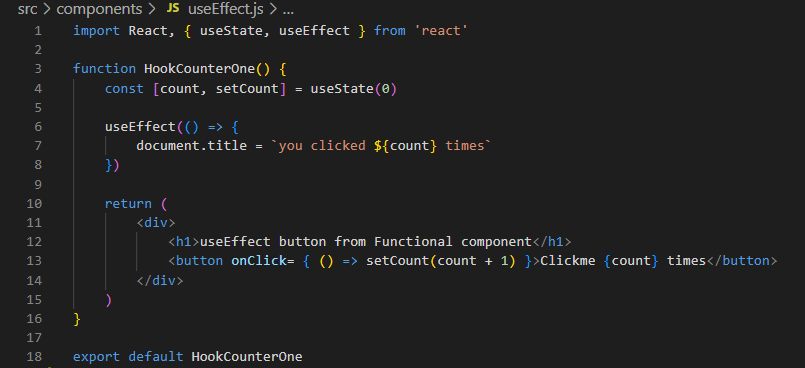 src > components > JS useEffect.js > ...
1 import React, { useState, useEffect } from 'react'
2
3 function HookCounterOne() {
4 const [count, setCount] = useState(0)
5
6 useEffect(() => {
7 document.title = `you clicked ${count} times`
8 })
9
10 return (
11 <div>
12 <h1>useEffect button from Functional component</h1>
13 <button onClick= { () => setCount(count + 1) }>Clickme {count} times</button>
14 </div>
15 )
16 }
17
18 export default HookCounterOne